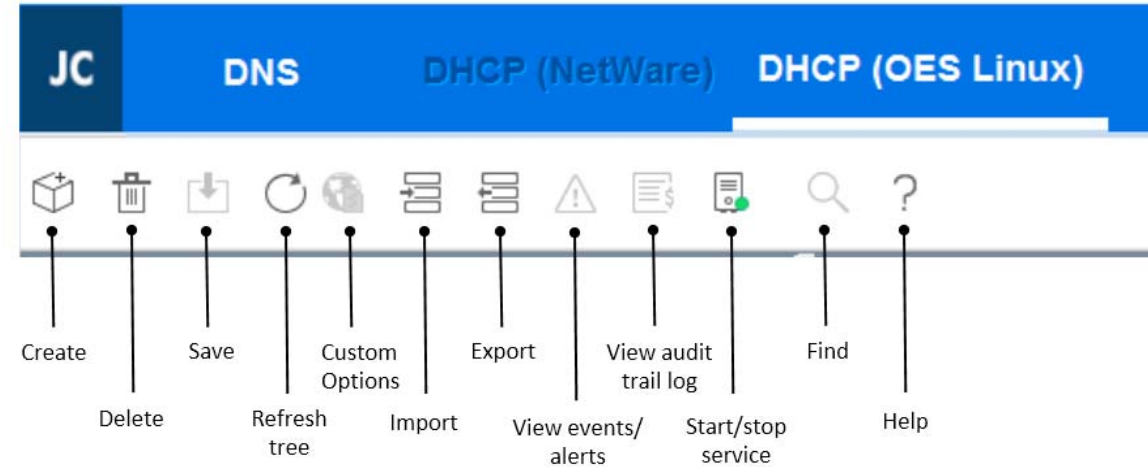 JC
DNS
DHCP (NetWare)
DHCP (OES Linux)
Create
Save
Custom
Options
Export
View audit
trail log
Find
Delete
Refresh
tree
Import
View events/
alerts
Start/stop
service
Help